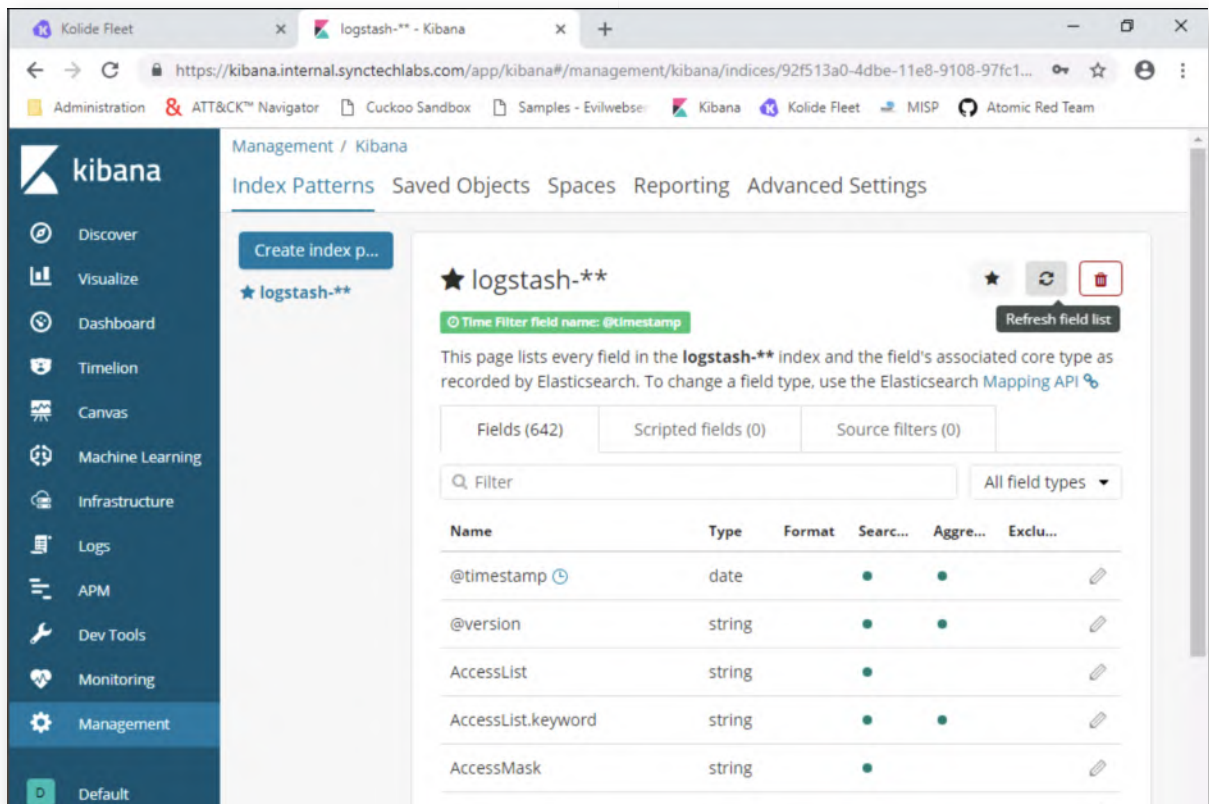 Kolide Fleet
logstash-** - Kibana
https://kibana.internal.synctechlabs.com/app/kibana#/management/kibana/indices/92f513a0-4dbe-11e8-9108-97fc1...
Administration ATT&CK™ Navigator Cuckoo Sandbox Samples - Evilwebser Kibana Kolide Fleet MISP Atomic Red Team
kibana
Discover
Visualize
Dashboard
Timelion
Canvas
Machine Learning
Infrastructure
Logs
APM
Dev Tools
Monitoring
Management
D Default
Management / Kibana
Index Patterns Saved Objects Spaces Reporting Advanced Settings
Create index p...
logstash-**
logstash-**
Refresh field list
Time Filter field name: @timestamp
This page lists every field in the logstash-** index and the field's associated core type as
recorded by Elasticsearch. To change a field type, use the Elasticsearch Mapping API
Fields (642) Scripted fields (0) Source filters (0)
Filter All field types
Name Type Format Searc... Aggre... Exclu...
@timestamp date
@version string
AccessList string
AccessList.keyword string
AccessMask string